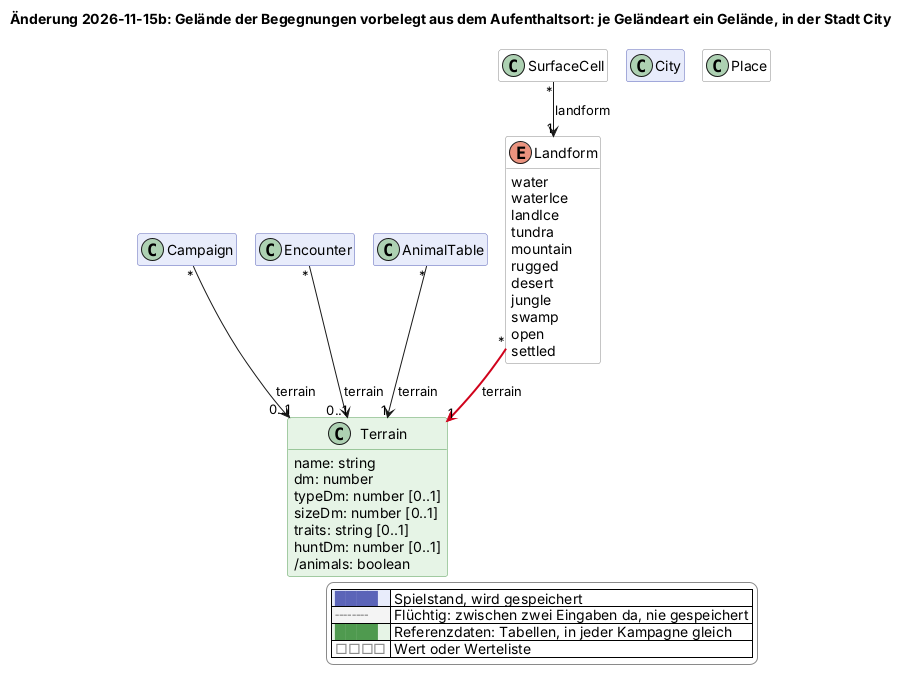 Änderung 2026-11-15b: Gelände der Begegnungen vorbelegt aus dem Aufenthaltsort: je Geländeart ein Gelände, in der Stadt City
C SurfaceCell
C City
C Place
*
landform
1
E Landform
water
waterIce
landIce
tundra
mountain
rugged
desert
jungle
swamp
open
settled
C Campaign
C Encounter
C AnimalTable
*
*
*
*
terrain
terrain
terrain
terrain
0..1
0..1
1
1
C Terrain
name: string
dm: number
typeDm: number [0..1]
sizeDm: number [0..1]
traits: string [0..1]
huntDm: number [0..1]
/animals: boolean
Spielstand, wird gespeichert
Flüchtig: zwischen zwei Eingaben da, nie gespeichert
Referenzdaten: Tabellen, in jeder Kampagne gleich
Wert oder Werteliste